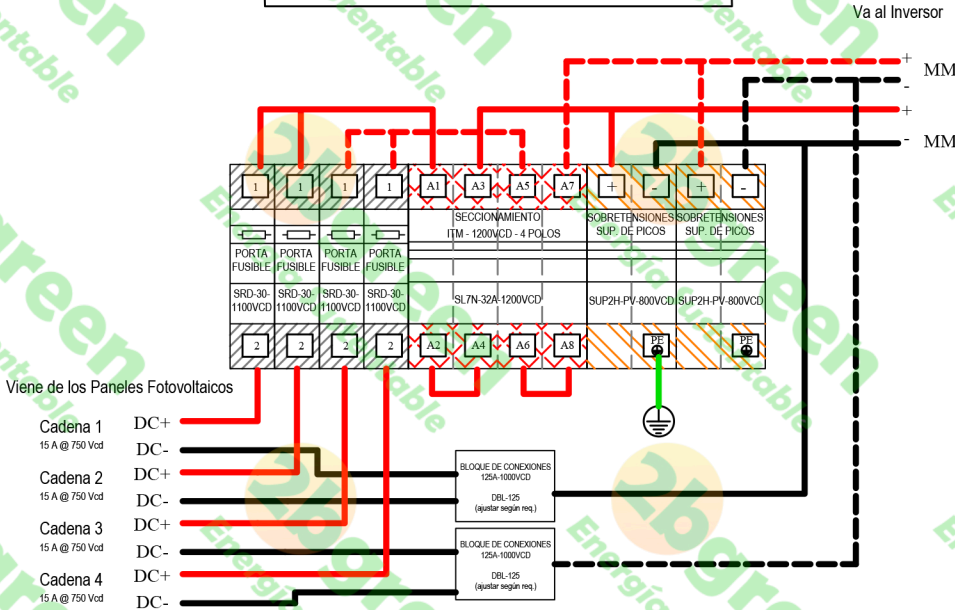 Va al Inversor
+
MM
-
+
- MM
1 1 1 1 A1 A3 A5 A7 + - + -
SECCIONAMIENTO
ITM - 1200VCD - 4 POLOS
SOBRETENSIONES
SUP. DE PICOS
SOBRETENSIONES
SUP. DE PICOS
PORTA
FUSIBLE
PORTA
FUSIBLE
PORTA
FUSIBLE
PORTA
FUSIBLE
SRD-30-
1100VCD
SRD-30-
1100VCD
SRD-30-
1100VCD
SRD-30-
1100VCD
SL7N-32A-1200VCD
SUP2H-PV-800VCD
SUP2H-PV-800VCD
2 2 2 2 A2 A4 A6 A8 PE PE
Viene de los Paneles Fotovoltaicos
Cadena 1
15 A @ 750 Vcd
DC+
DC-
Cadena 2
15 A @ 750 Vcd
DC+
DC-
Cadena 3
15 A @ 750 Vcd
DC+
DC-
Cadena 4
15 A @ 750 Vcd
DC+
DC-
BLOQUE DE CONEXIONES
125A-1000VCD
DBL-125
(ajustar según req.)
BLOQUE DE CONEXIONES
125A-1000VCD
DBL-125
(ajustar según req.)
2bgreen
Energía Sustentable